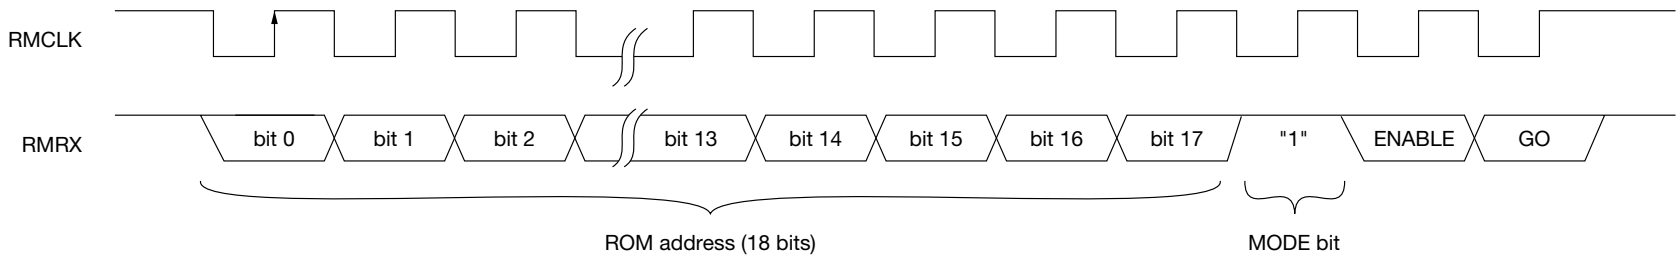 RMCLK
RMRX bit 0 bit 1 bit 2 bit 13 bit 14 bit 15 bit 16 bit 17 "1" ENABLE GO
ROM address (18 bits) MODE bit